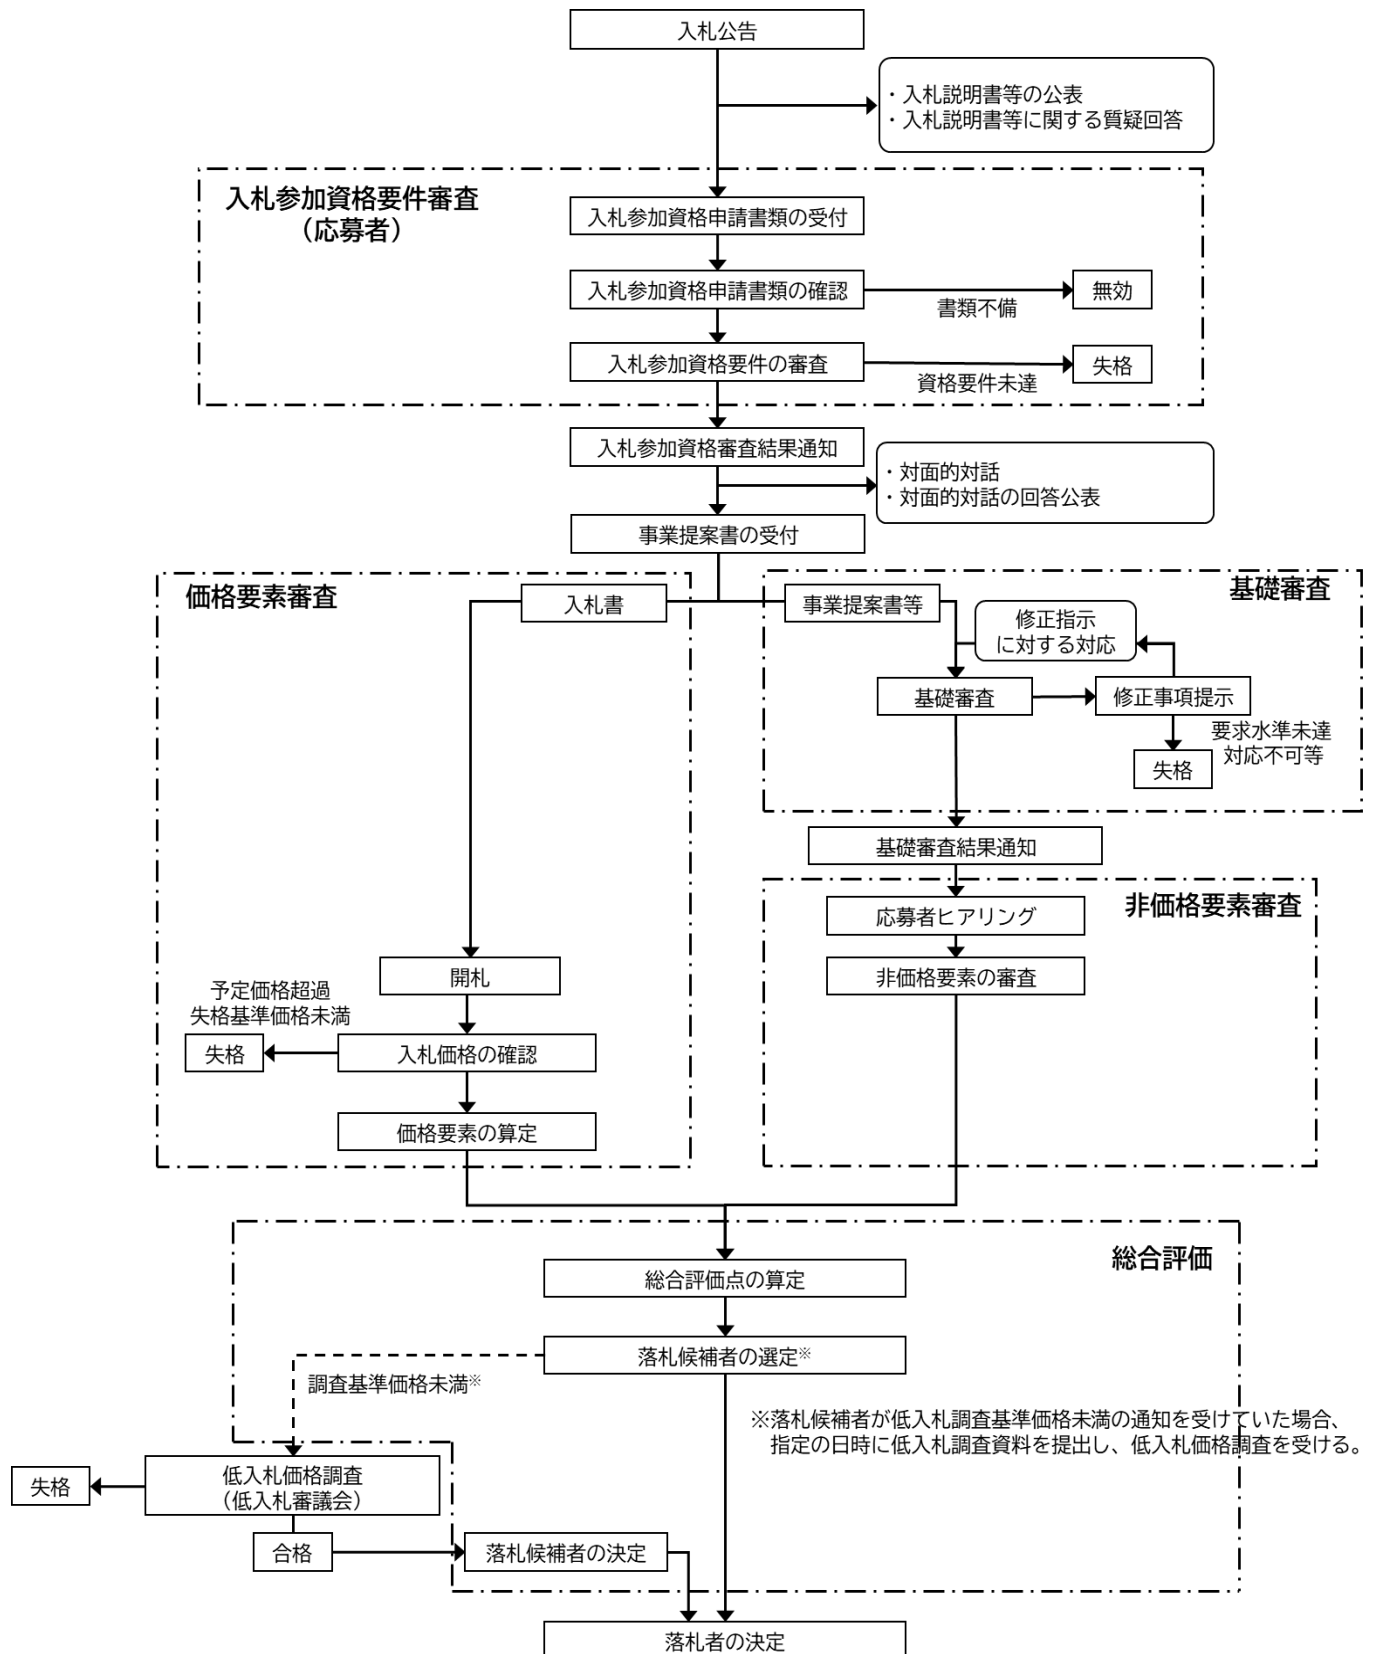 入札公告
・入札説明書等の公表
・入札説明書等に関する質疑回答
入札参加資格要件審査
（応募者）
入札参加資格申請書類の受付
入札参加資格申請書類の確認
無効
書類不備
入札参加資格要件の審査
失格
資格要件未達
入札参加資格審査結果通知
・対面的対話
・対面的対話の回答公表
事業提案書の受付
価格要素審査
入札書
事業提案書等
基礎審査
修正指示
に対する対応
基礎審査
修正事項提示
要求水準未達
対応不可等
失格
基礎審査結果通知
応募者ヒアリング
非価格要素審査
開札
非価格要素の審査
予定価格超過
失格基準価格未満
失格
入札価格の確認
価格要素の算定
総合評価
総合評価点の算定
落札候補者の選定※
調査基準価格未満※
※落札候補者が低入札調査基準価格未満の通知を受けていた場合、
指定の日時に低入札調査資料を提出し、低入札価格調査を受ける。
失格
低入札価格調査
（低入札審議会）
合格
落札候補者の決定
落札者の決定